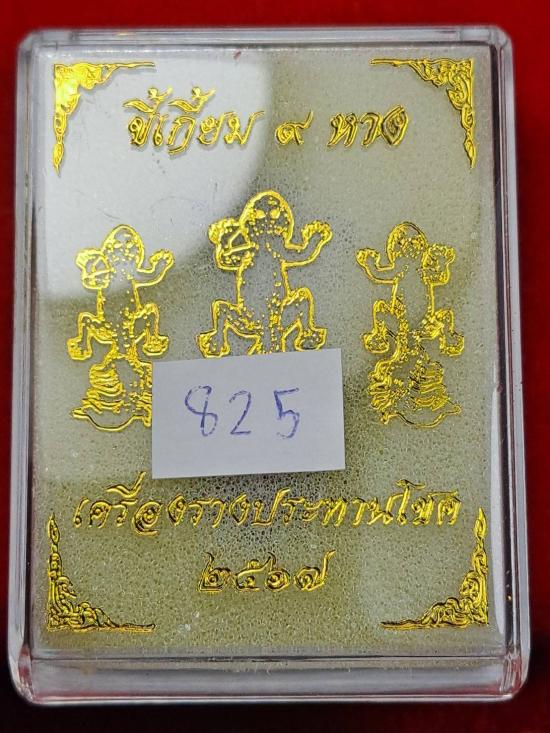 ขี้เกี้ยม ๙ หาง
825
เครื่องรางประทานโชค
๒๕๖๗